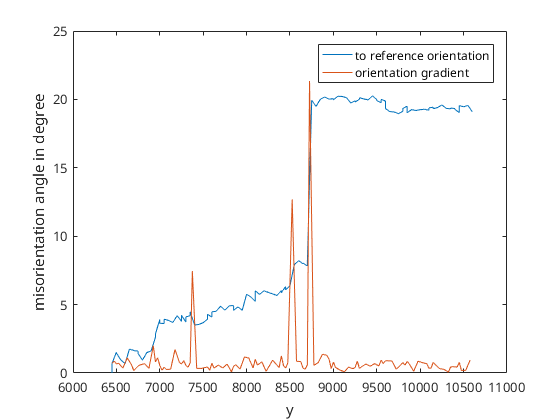 25
20
15
10
5
0
misorientation angle in degree
to reference orientation
orientation gradient
6000 6500 7000 7500 8000 8500 9000 9500 10000 10500 11000
y